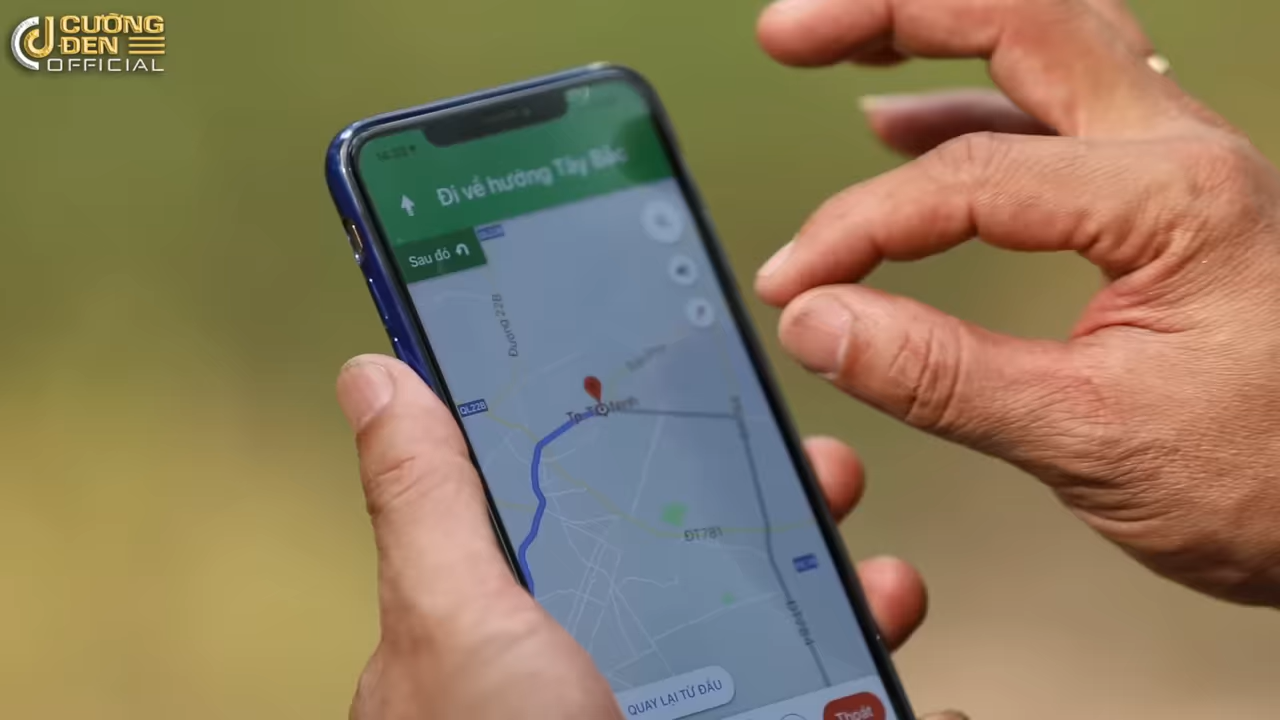 CƯỜNG
ĐEN
OFFICIAL
Đi về hướng Tây Bắc
Sau đó
Đường 22B
QL22B
ĐT781
QUAY LẠI TỪ ĐẦU
Thoát